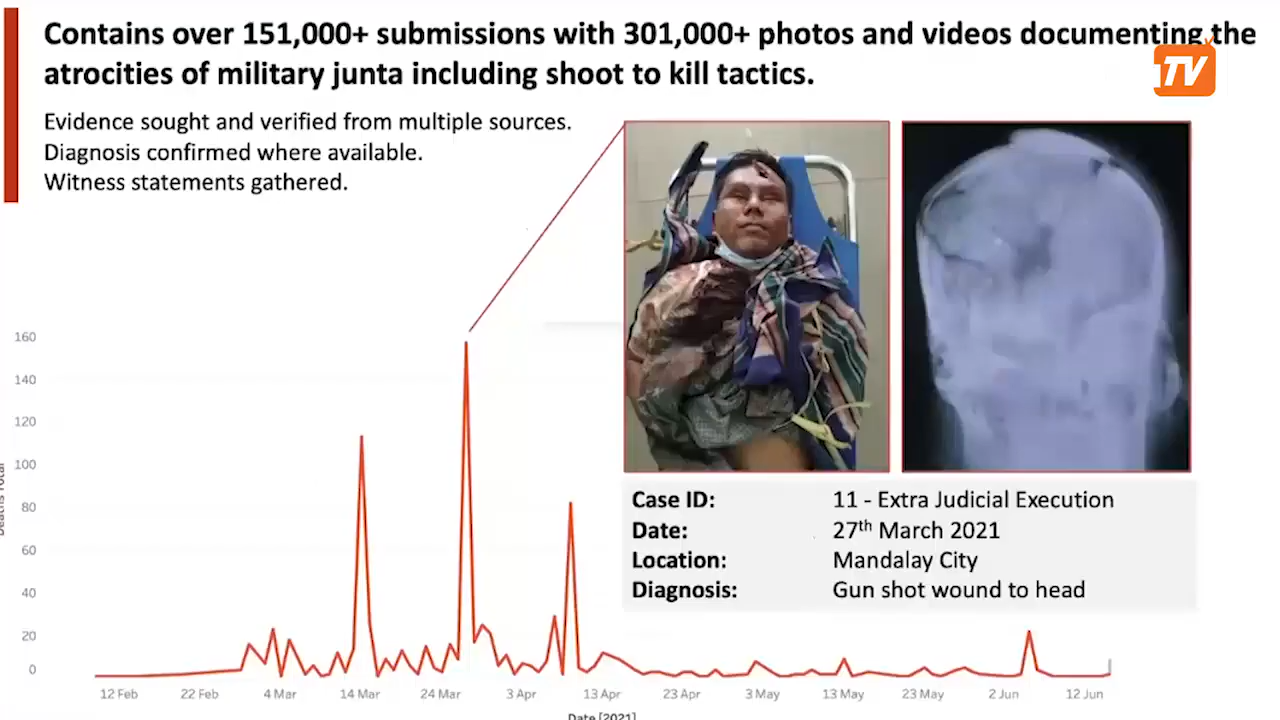 Contains over 151,000+ submissions with 301,000+ photos and videos documenting the
atrocities of military junta including shoot to kill tactics.
TV
Evidence sought and verified from multiple sources.
Diagnosis confirmed where available.
Witness statements gathered.
160
140
120
100
80
60
40
20
0
Deaths Total
12 Feb 22 Feb 4 Mar 14 Mar 24 Mar 3 Apr 13 Apr 23 Apr 3 May 13 May 23 May 2 Jun 12 Jun
Date [2021]
Case ID: 11 - Extra Judicial Execution
Date: 27th March 2021
Location: Mandalay City
Diagnosis: Gun shot wound to head